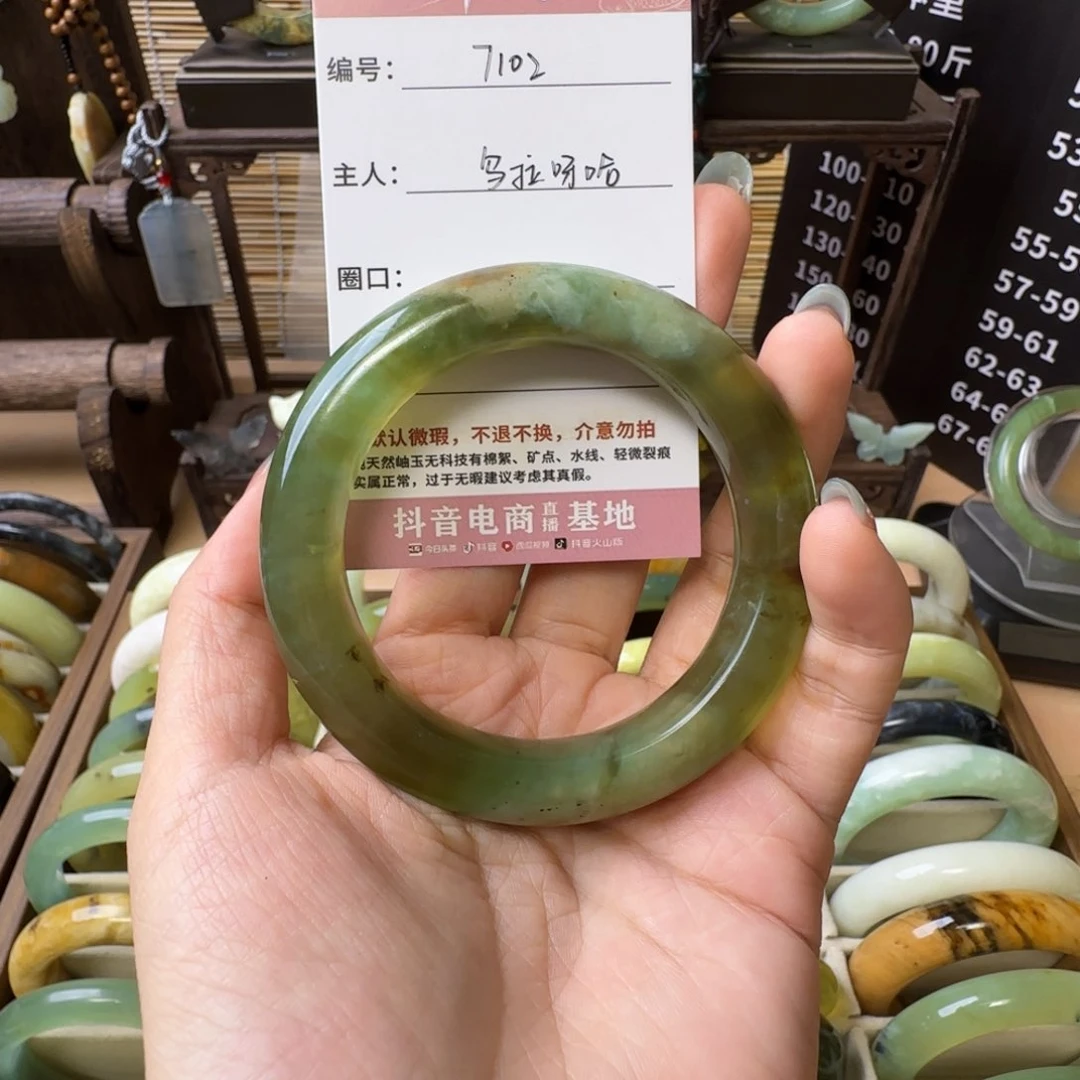 编号： 7102
主人： 乌拉呀哈
圈口：
默认微瑕，不退不换，介意勿拍
天然岫玉无科技有棉絮、矿点、水线、轻微裂痕
实属正常，过于无暇建议考虑其真假。
抖音电商直播基地
今日头条 抖音 西瓜视频 抖音火山版
斤
100-
120-
130-
150
10
30
40
60
53
55-5
57-59
59-61
62-63
64-6
67-6